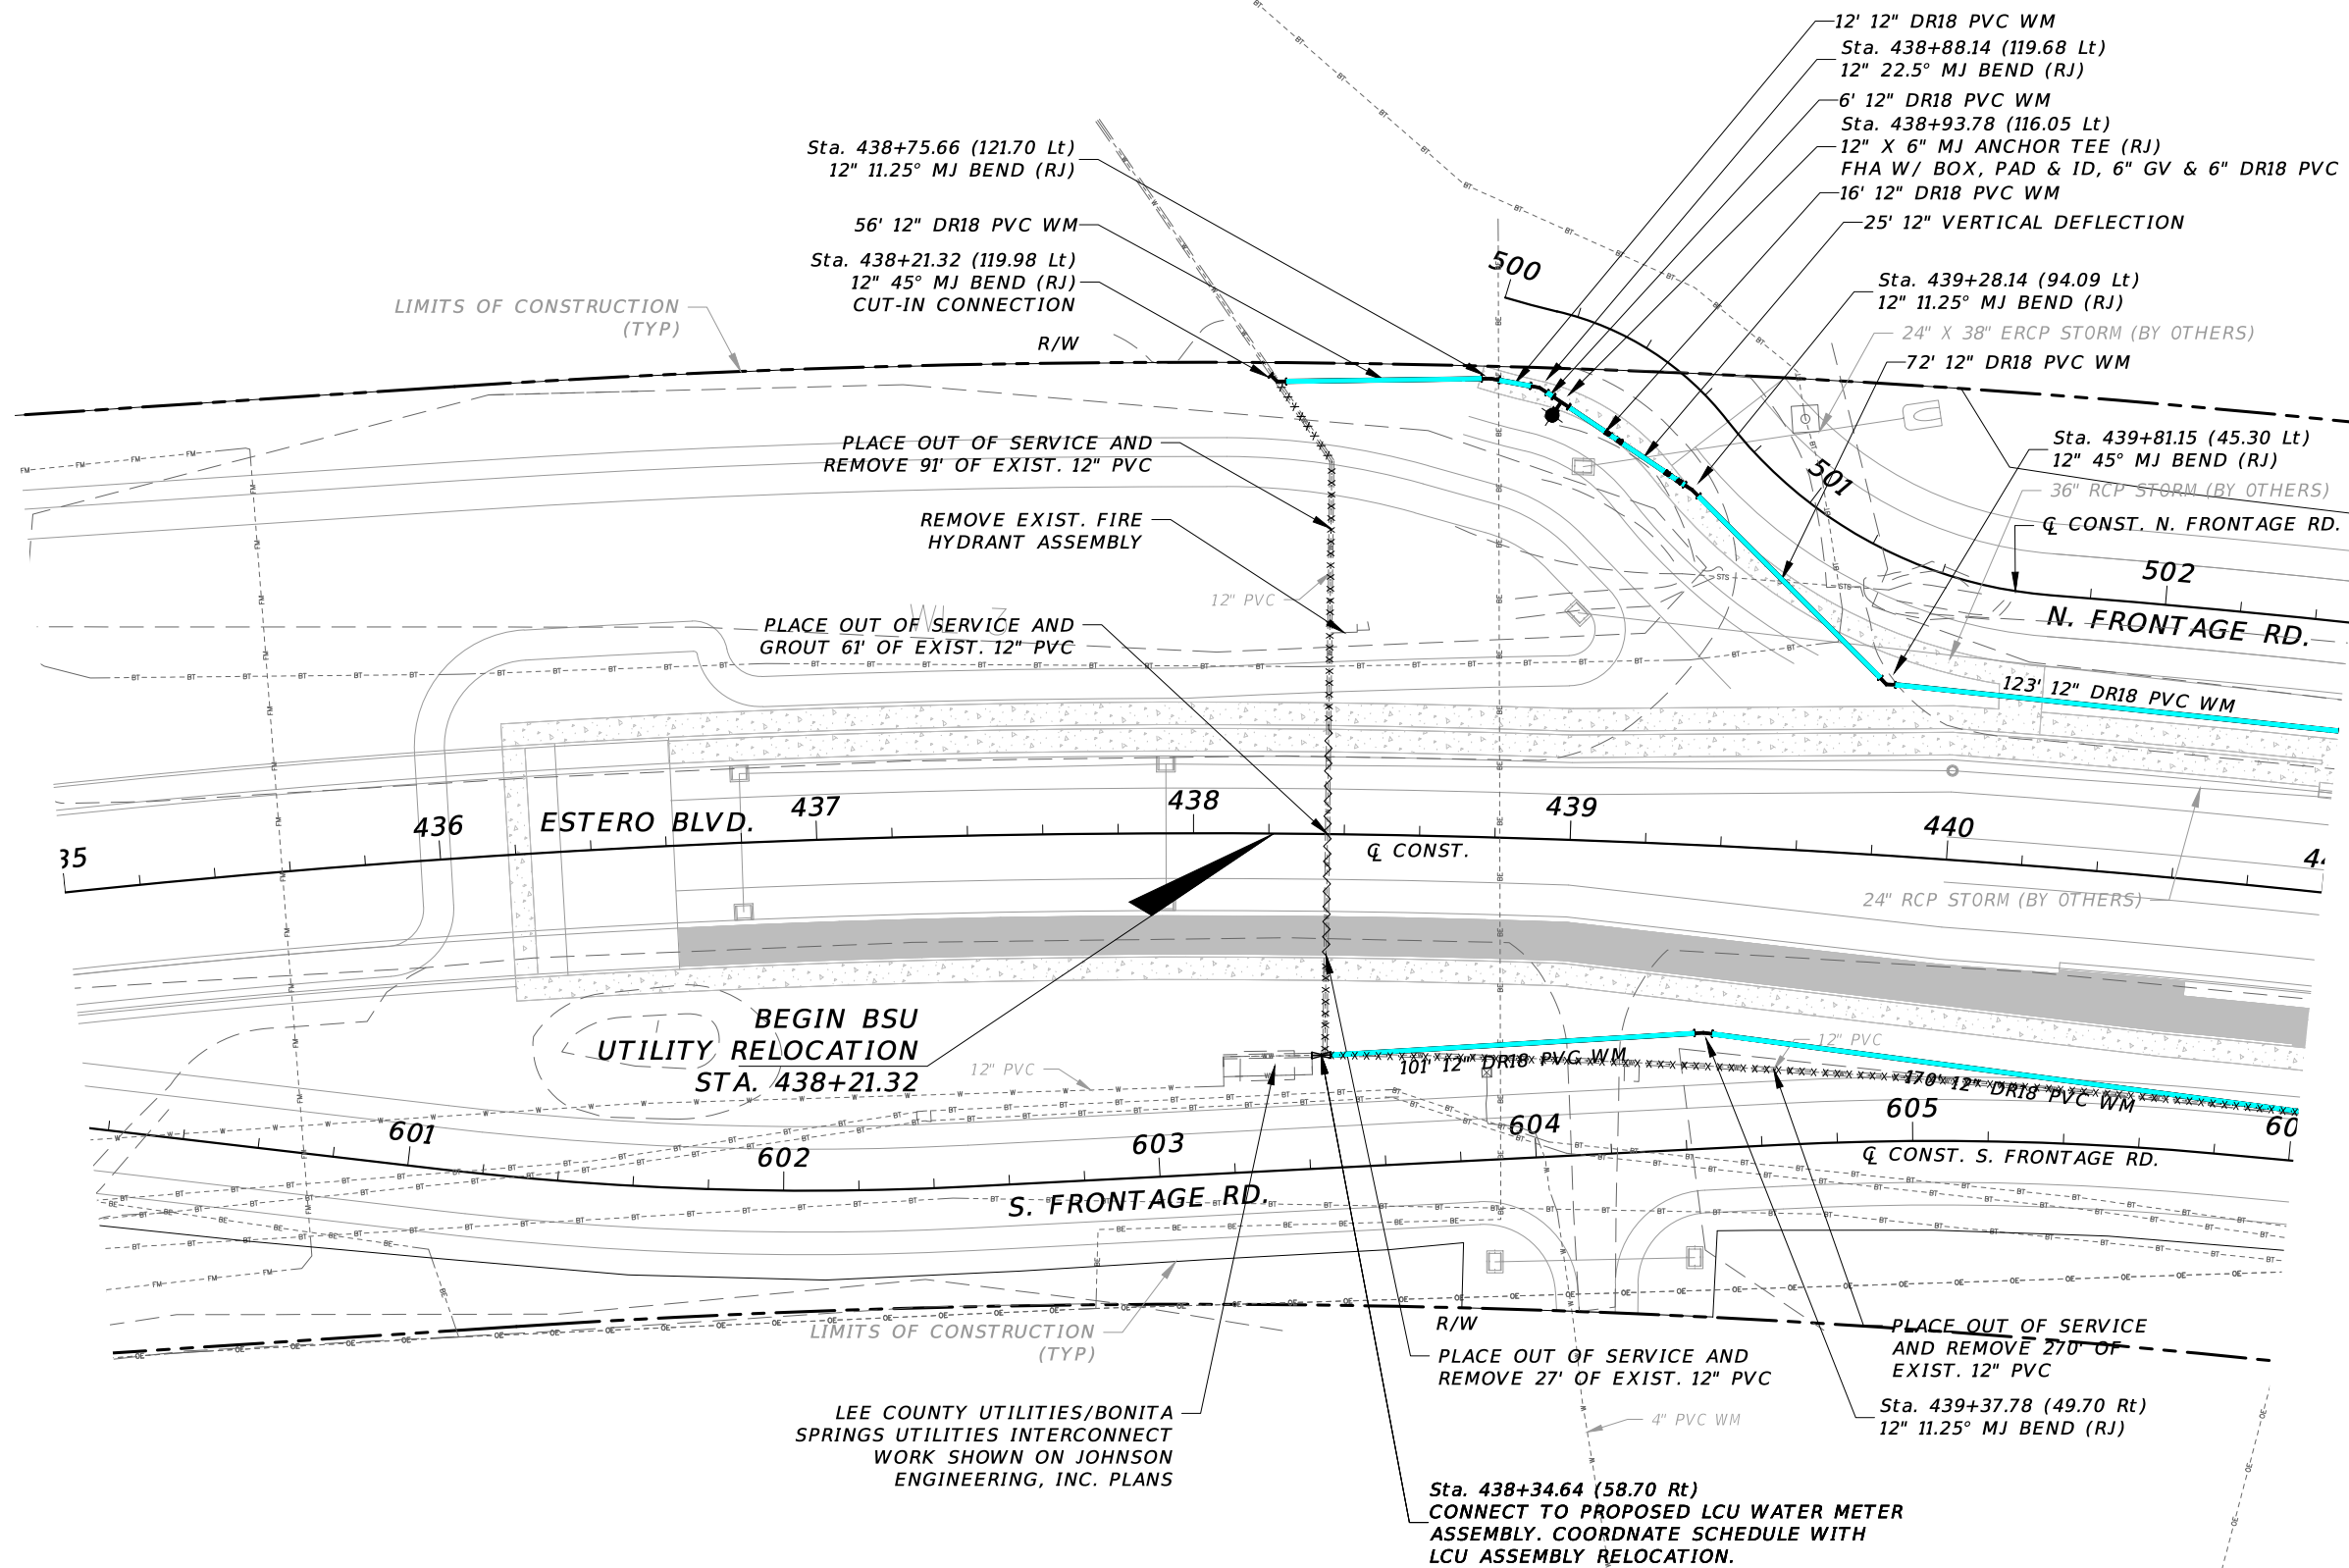 12' 12" DR18 PVC WM
Sta. 438+88.14 (119.68 Lt)
12" 22.5° MJ BEND (RJ)
6' 12" DR18 PVC WM
Sta. 438+93.78 (116.05 Lt)
12" X 6" MJ ANCHOR TEE (RJ)
FHA W/ BOX, PAD & ID, 6" GV & 6" DR18 PVC
16' 12" DR18 PVC WM
25' 12" VERTICAL DEFLECTION
Sta. 439+28.14 (94.09 Lt)
12" 11.25° MJ BEND (RJ)
24" X 38" ERCP STORM (BY OTHERS)
72' 12" DR18 PVC WM
Sta. 439+81.15 (45.30 Lt)
12" 45° MJ BEND (RJ)
36" RCP STORM (BY OTHERS)
℄ CONST. N. FRONTAGE RD.
Sta. 438+75.66 (121.70 Lt)
12" 11.25° MJ BEND (RJ)
56' 12" DR18 PVC WM
Sta. 438+21.32 (119.98 Lt)
12" 45° MJ BEND (RJ)
CUT-IN CONNECTION
LIMITS OF CONSTRUCTION
(TYP)
R/W
500
501
502
N. FRONTAGE RD.
PLACE OUT OF SERVICE AND
REMOVE 91' OF EXIST. 12" PVC
REMOVE EXIST. FIRE
HYDRANT ASSEMBLY
12" PVC
PLACE OUT OF SERVICE AND
GROUT 61' OF EXIST. 12" PVC
123' 12" DR18 PVC WM
436
ESTERO BLVD.
437
438
439
440
℄ CONST.
24" RCP STORM (BY OTHERS)
BEGIN BSU
UTILITY RELOCATION
STA. 438+21.32
12" PVC
12" PVC
101' 12" DR18 PVC WM
170' 12" DR18 PVC WM
601
602
603
604
605
60
℄ CONST. S. FRONTAGE RD.
S. FRONTAGE RD.
LIMITS OF CONSTRUCTION
(TYP)
R/W
PLACE OUT OF SERVICE AND
REMOVE 27' OF EXIST. 12" PVC
PLACE OUT OF SERVICE
AND REMOVE 270' OF
EXIST. 12" PVC
Sta. 439+37.78 (49.70 Rt)
12" 11.25° MJ BEND (RJ)
4" PVC WM
LEE COUNTY UTILITIES/BONITA
SPRINGS UTILITIES INTERCONNECT
WORK SHOWN ON JOHNSON
ENGINEERING, INC. PLANS
Sta. 438+34.64 (58.70 Rt)
CONNECT TO PROPOSED LCU WATER METER
ASSEMBLY. COORDNATE SCHEDULE WITH
LCU ASSEMBLY RELOCATION.